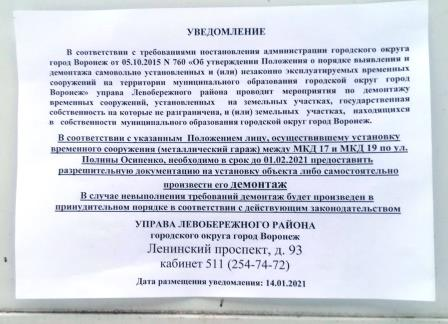 УВЕДОМЛЕНИЕ
В соответствии с требованиями постановления администрации городского округа
город Воронеж от 05.10.2015 N 760 «Об утверждении Положения о порядке выявления и
демонтажа самовольно установленных и (или) незаконно эксплуатируемых временных
сооружений на территории муниципального образования городской округ город
Воронеж» управа Левобережного района проводит мероприятия по демонтажу
временных сооружений, установленных на земельных участках, государственная
собственность на которые не разграничена, и (или) земельных участках, находящихся
в собственности муниципального образования городской округ город Воронеж.
В соответствии с указанным Положением лицу, осуществившему установку
временного сооружения (металлический гараж) между МКД 17 и МКД 19 по ул.
Полины Осипенко, необходимо в срок до 01.02.2021 предоставить
разрешительную документацию на установку объекта либо самостоятельно
произвести его демонтаж
В случае невыполнения требований демонтаж будет произведен в
принудительном порядке в соответствии с действующим законодательством
УПРАВА ЛЕВОБЕРЕЖНОГО РАЙОНА
городского округа город Воронеж
Ленинский проспект, д. 93
кабинет 511 (254-74-72)
Дата размещения уведомления: 14.01.2021